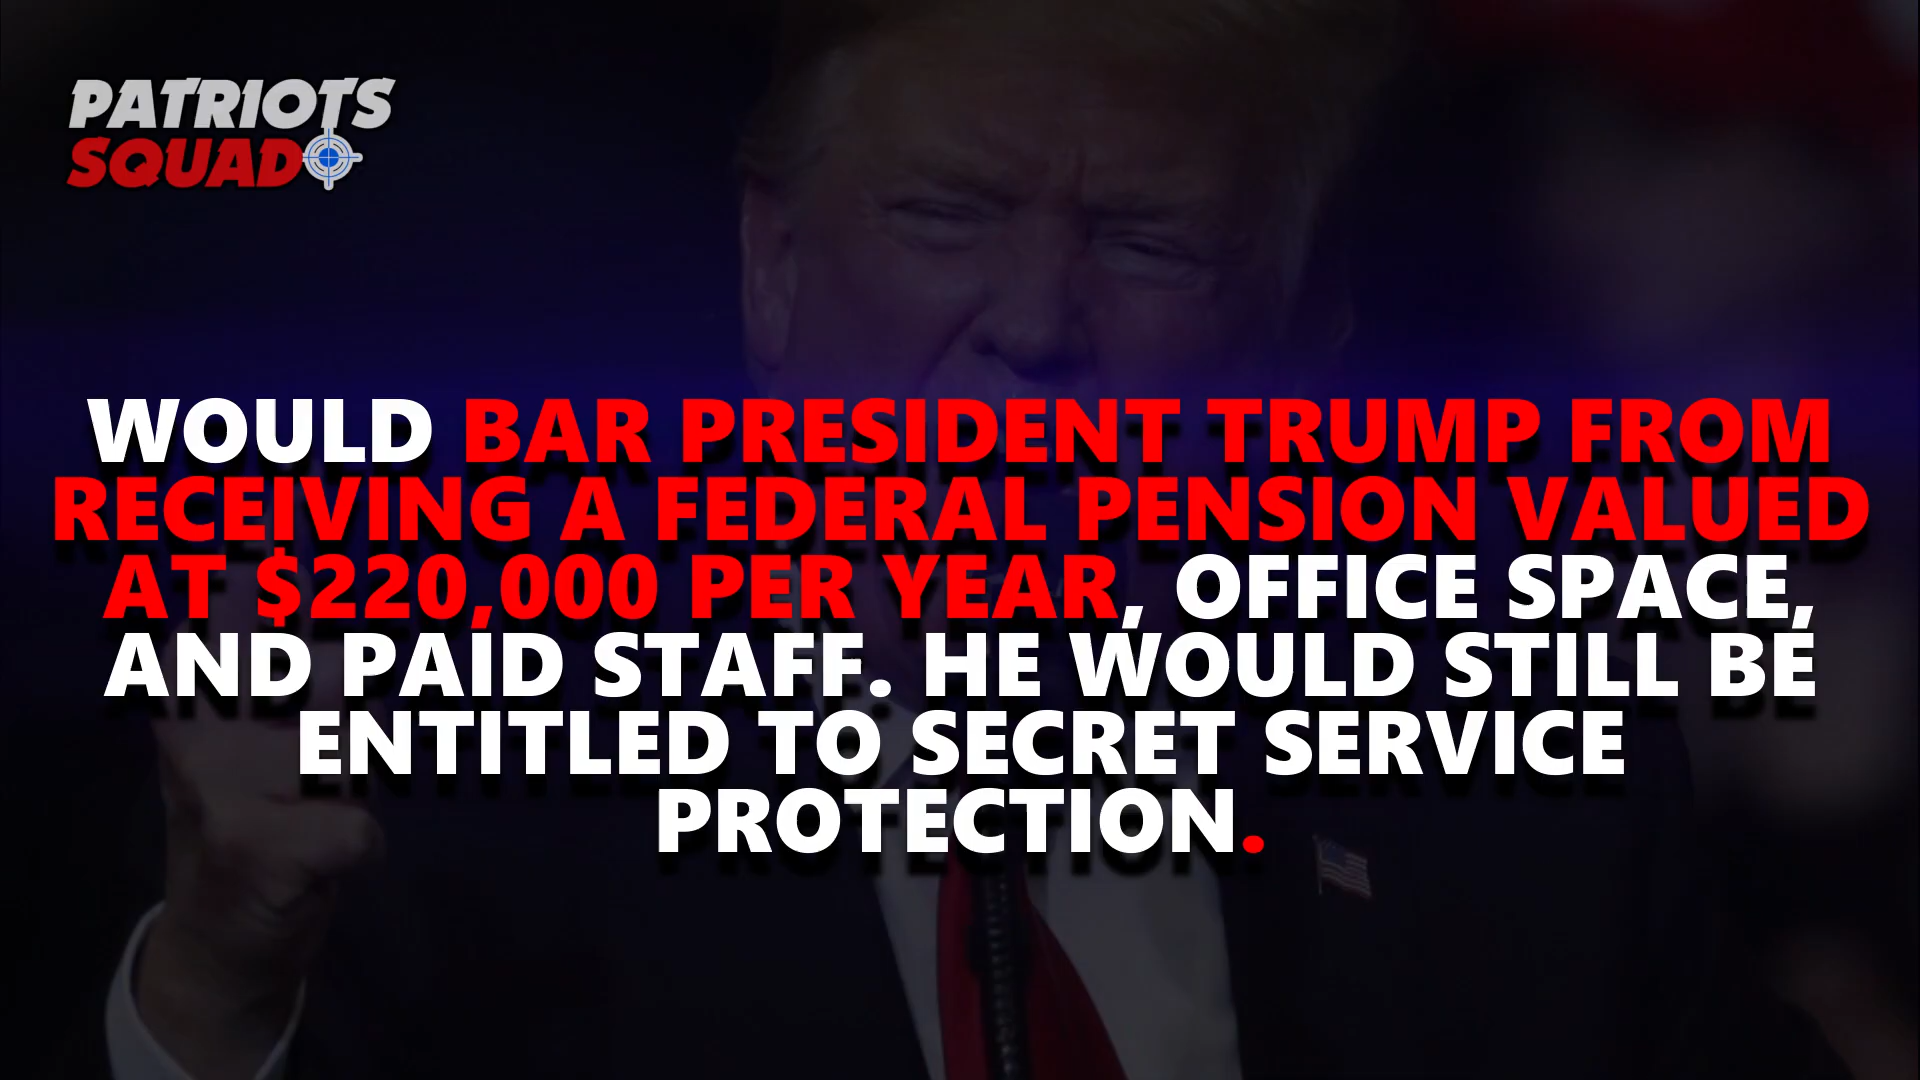 PATRIOTS
SQUAD
WOULD BAR PRESIDENT TRUMP FROM
RECEIVING A FEDERAL PENSION VALUED
AT $220,000 PER YEAR, OFFICE SPACE,
AND PAID STAFF. HE WOULD STILL BE
ENTITLED TO SECRET SERVICE
PROTECTION.